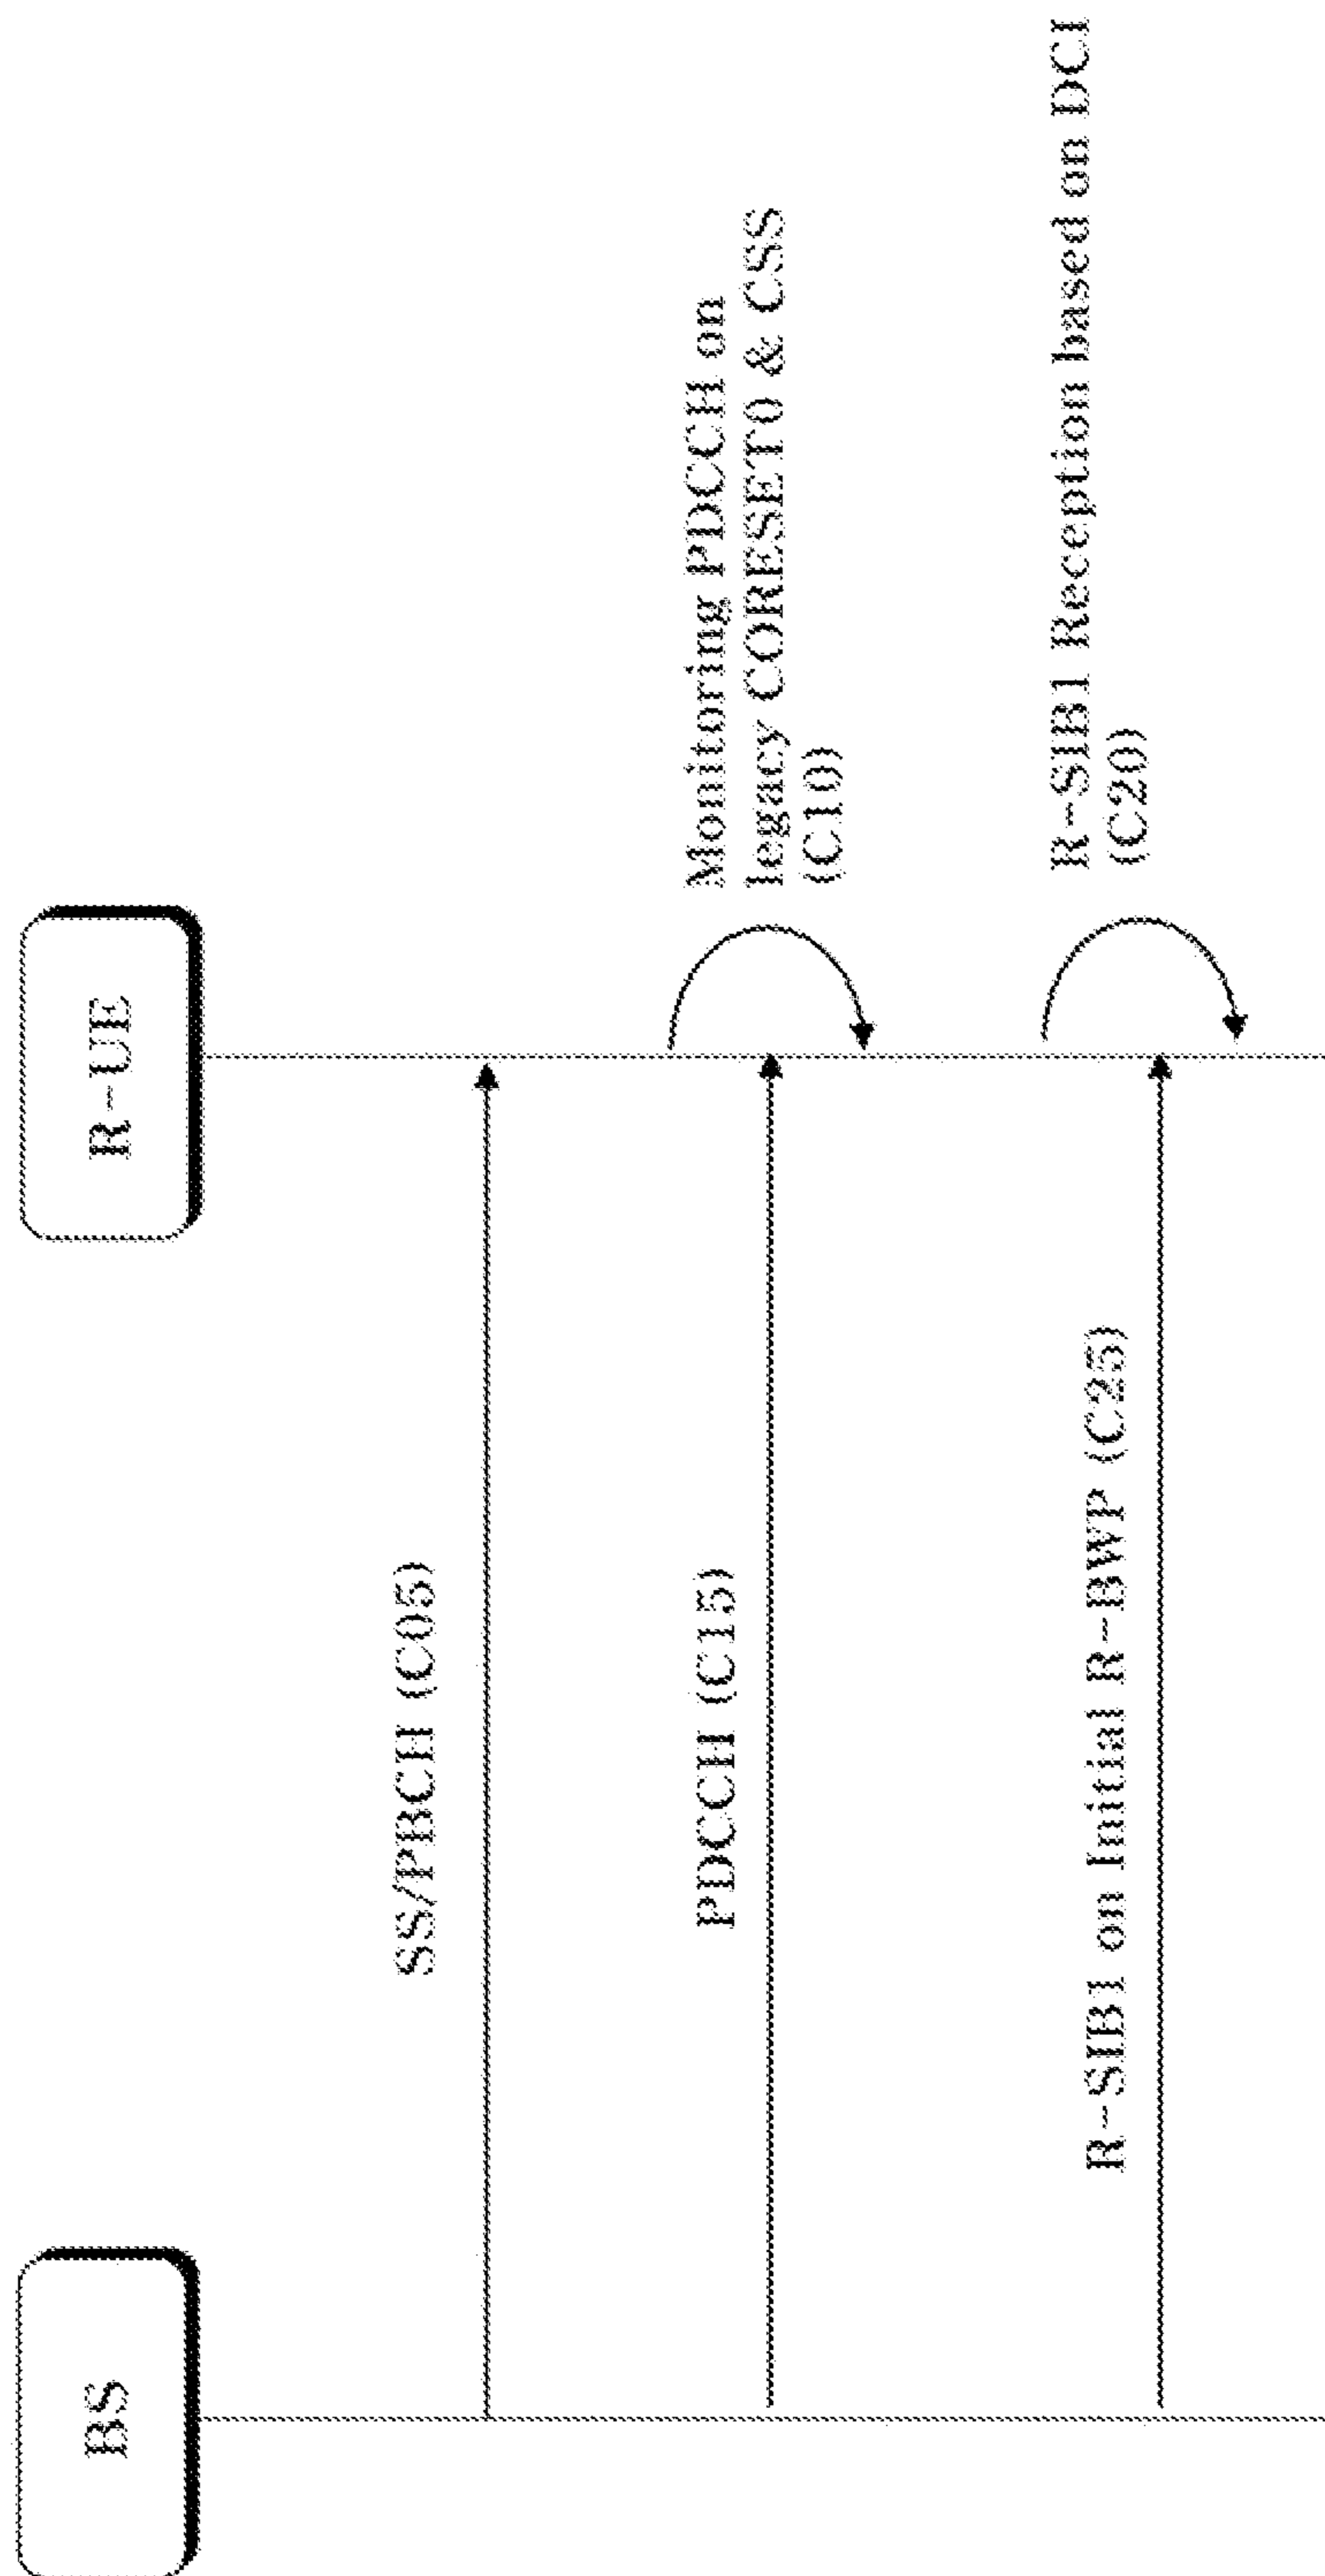 BS
R-UE
SS/PBCH (C05)
Monitoring PDCCH on
legacy CORESET0 & CSS
(C10)
PDCCH (C15)
R-SIB1 Reception based on DCI
(C20)
R-SIB1 on Initial R-BWP (C25)